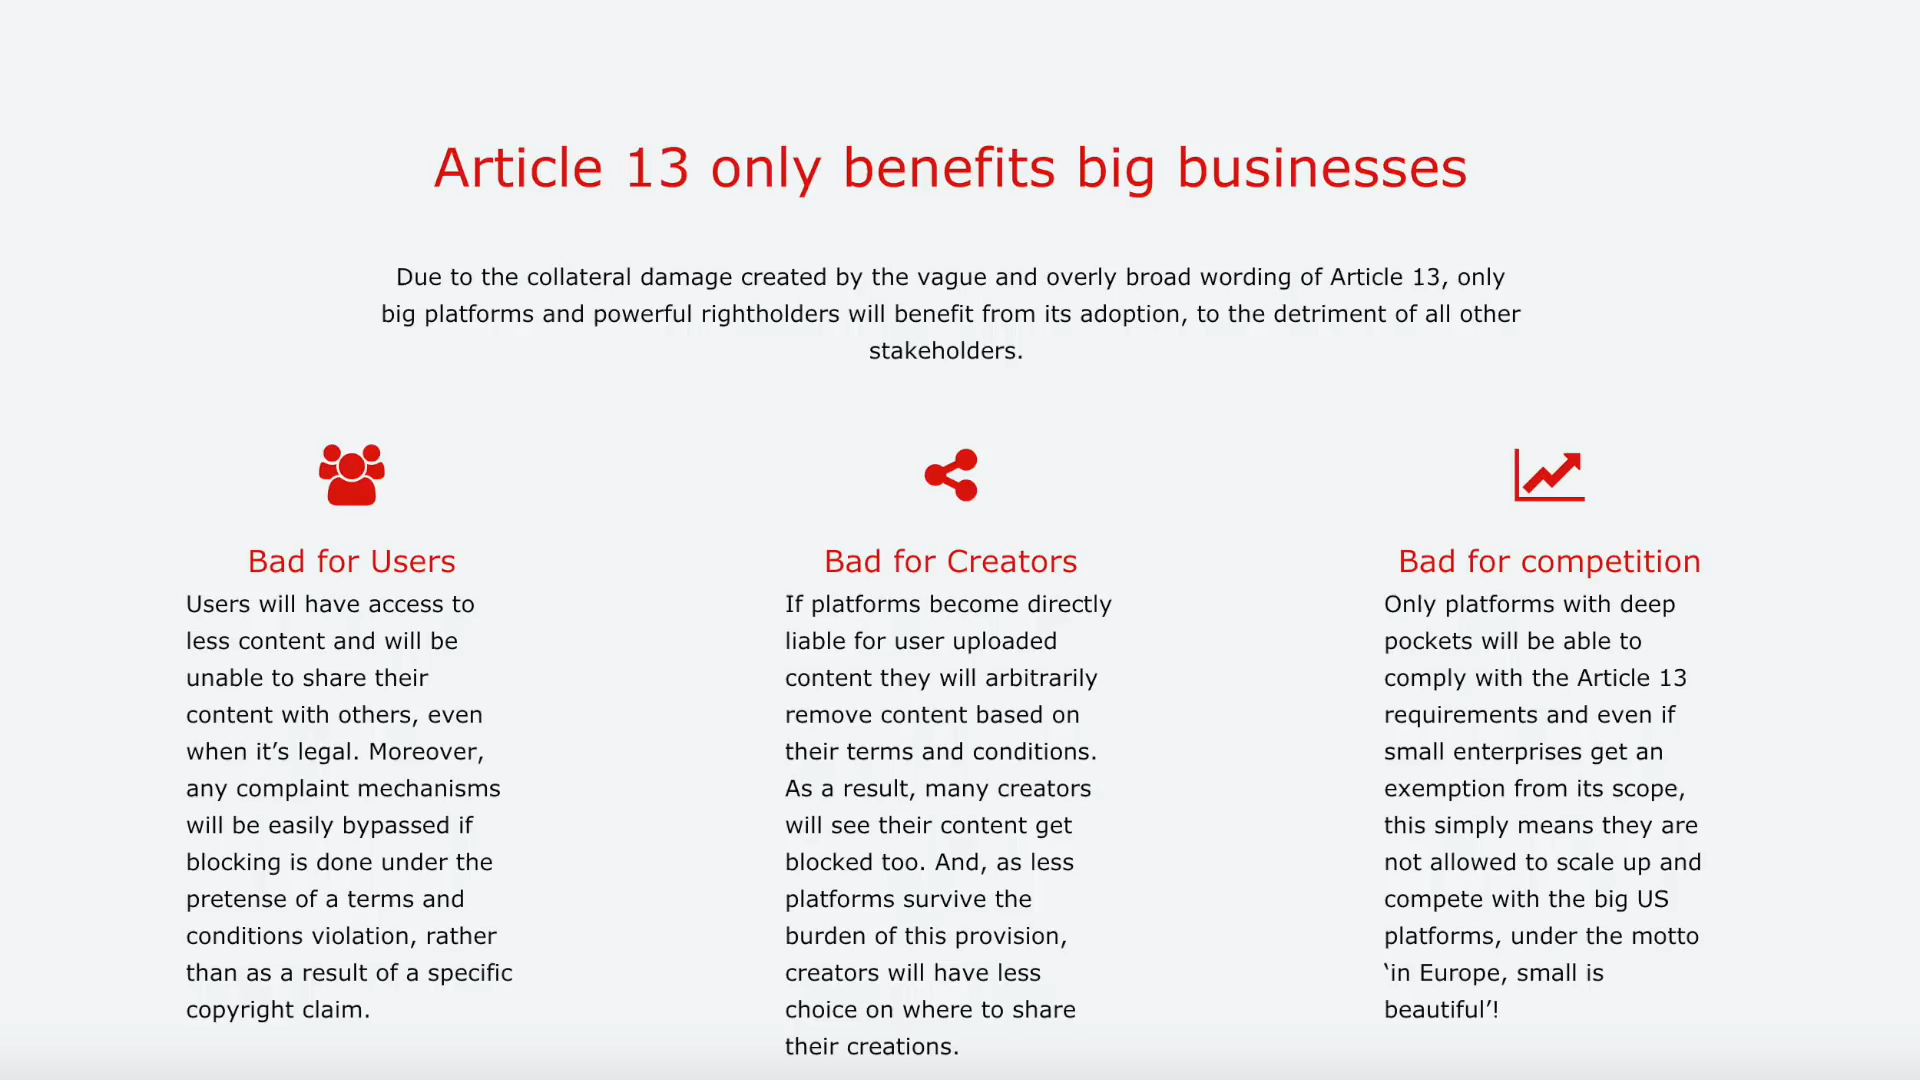 Article 13 only benefits big businesses
Due to the collateral damage created by the vague and overly broad wording of Article 13, only
big platforms and powerful rightholders will benefit from its adoption, to the detriment of all other
stakeholders.
Bad for Users
Users will have access to
less content and will be
unable to share their
content with others, even
when it’s legal. Moreover,
any complaint mechanisms
will be easily bypassed if
blocking is done under the
pretense of a terms and
conditions violation, rather
than as a result of a specific
copyright claim.
Bad for Creators
If platforms become directly
liable for user uploaded
content they will arbitrarily
remove content based on
their terms and conditions.
As a result, many creators
will see their content get
blocked too. And, as less
platforms survive the
burden of this provision,
creators will have less
choice on where to share
their creations.
Bad for competition
Only platforms with deep
pockets will be able to
comply with the Article 13
requirements and even if
small enterprises get an
exemption from its scope,
this simply means they are
not allowed to scale up and
compete with the big US
platforms, under the motto
‘in Europe, small is
beautiful’!